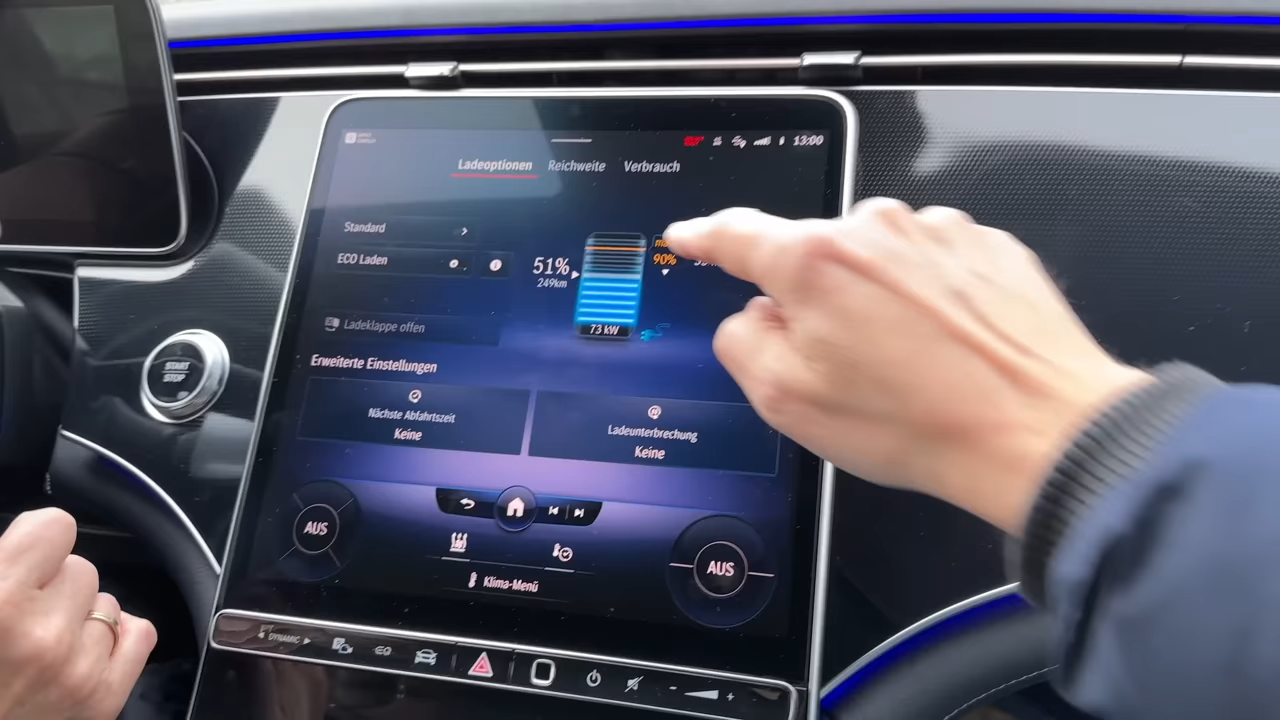 13:00
Ladeoptionen Reichweite Verbrauch
Standard
ECO Laden
51%
249km
90%
73 kW
Ladeklappe offen
Erweiterte Einstellungen
Nächste Abfahrtszeit
Keine
Ladeunterbrechung
Keine
START
STOP
AUS
AUS
Klima-Menü
DYNAMIC